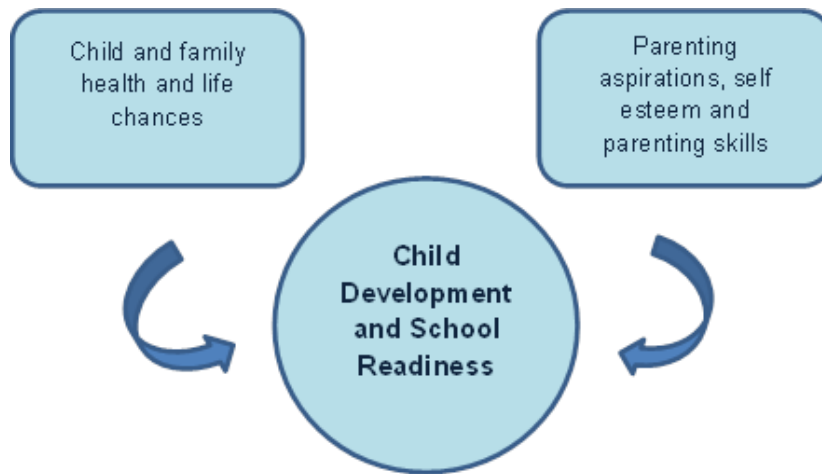 Child and family
health and life
chances
Parenting
aspirations, self
esteem and
parenting skills
Child
Development
and School
Readiness